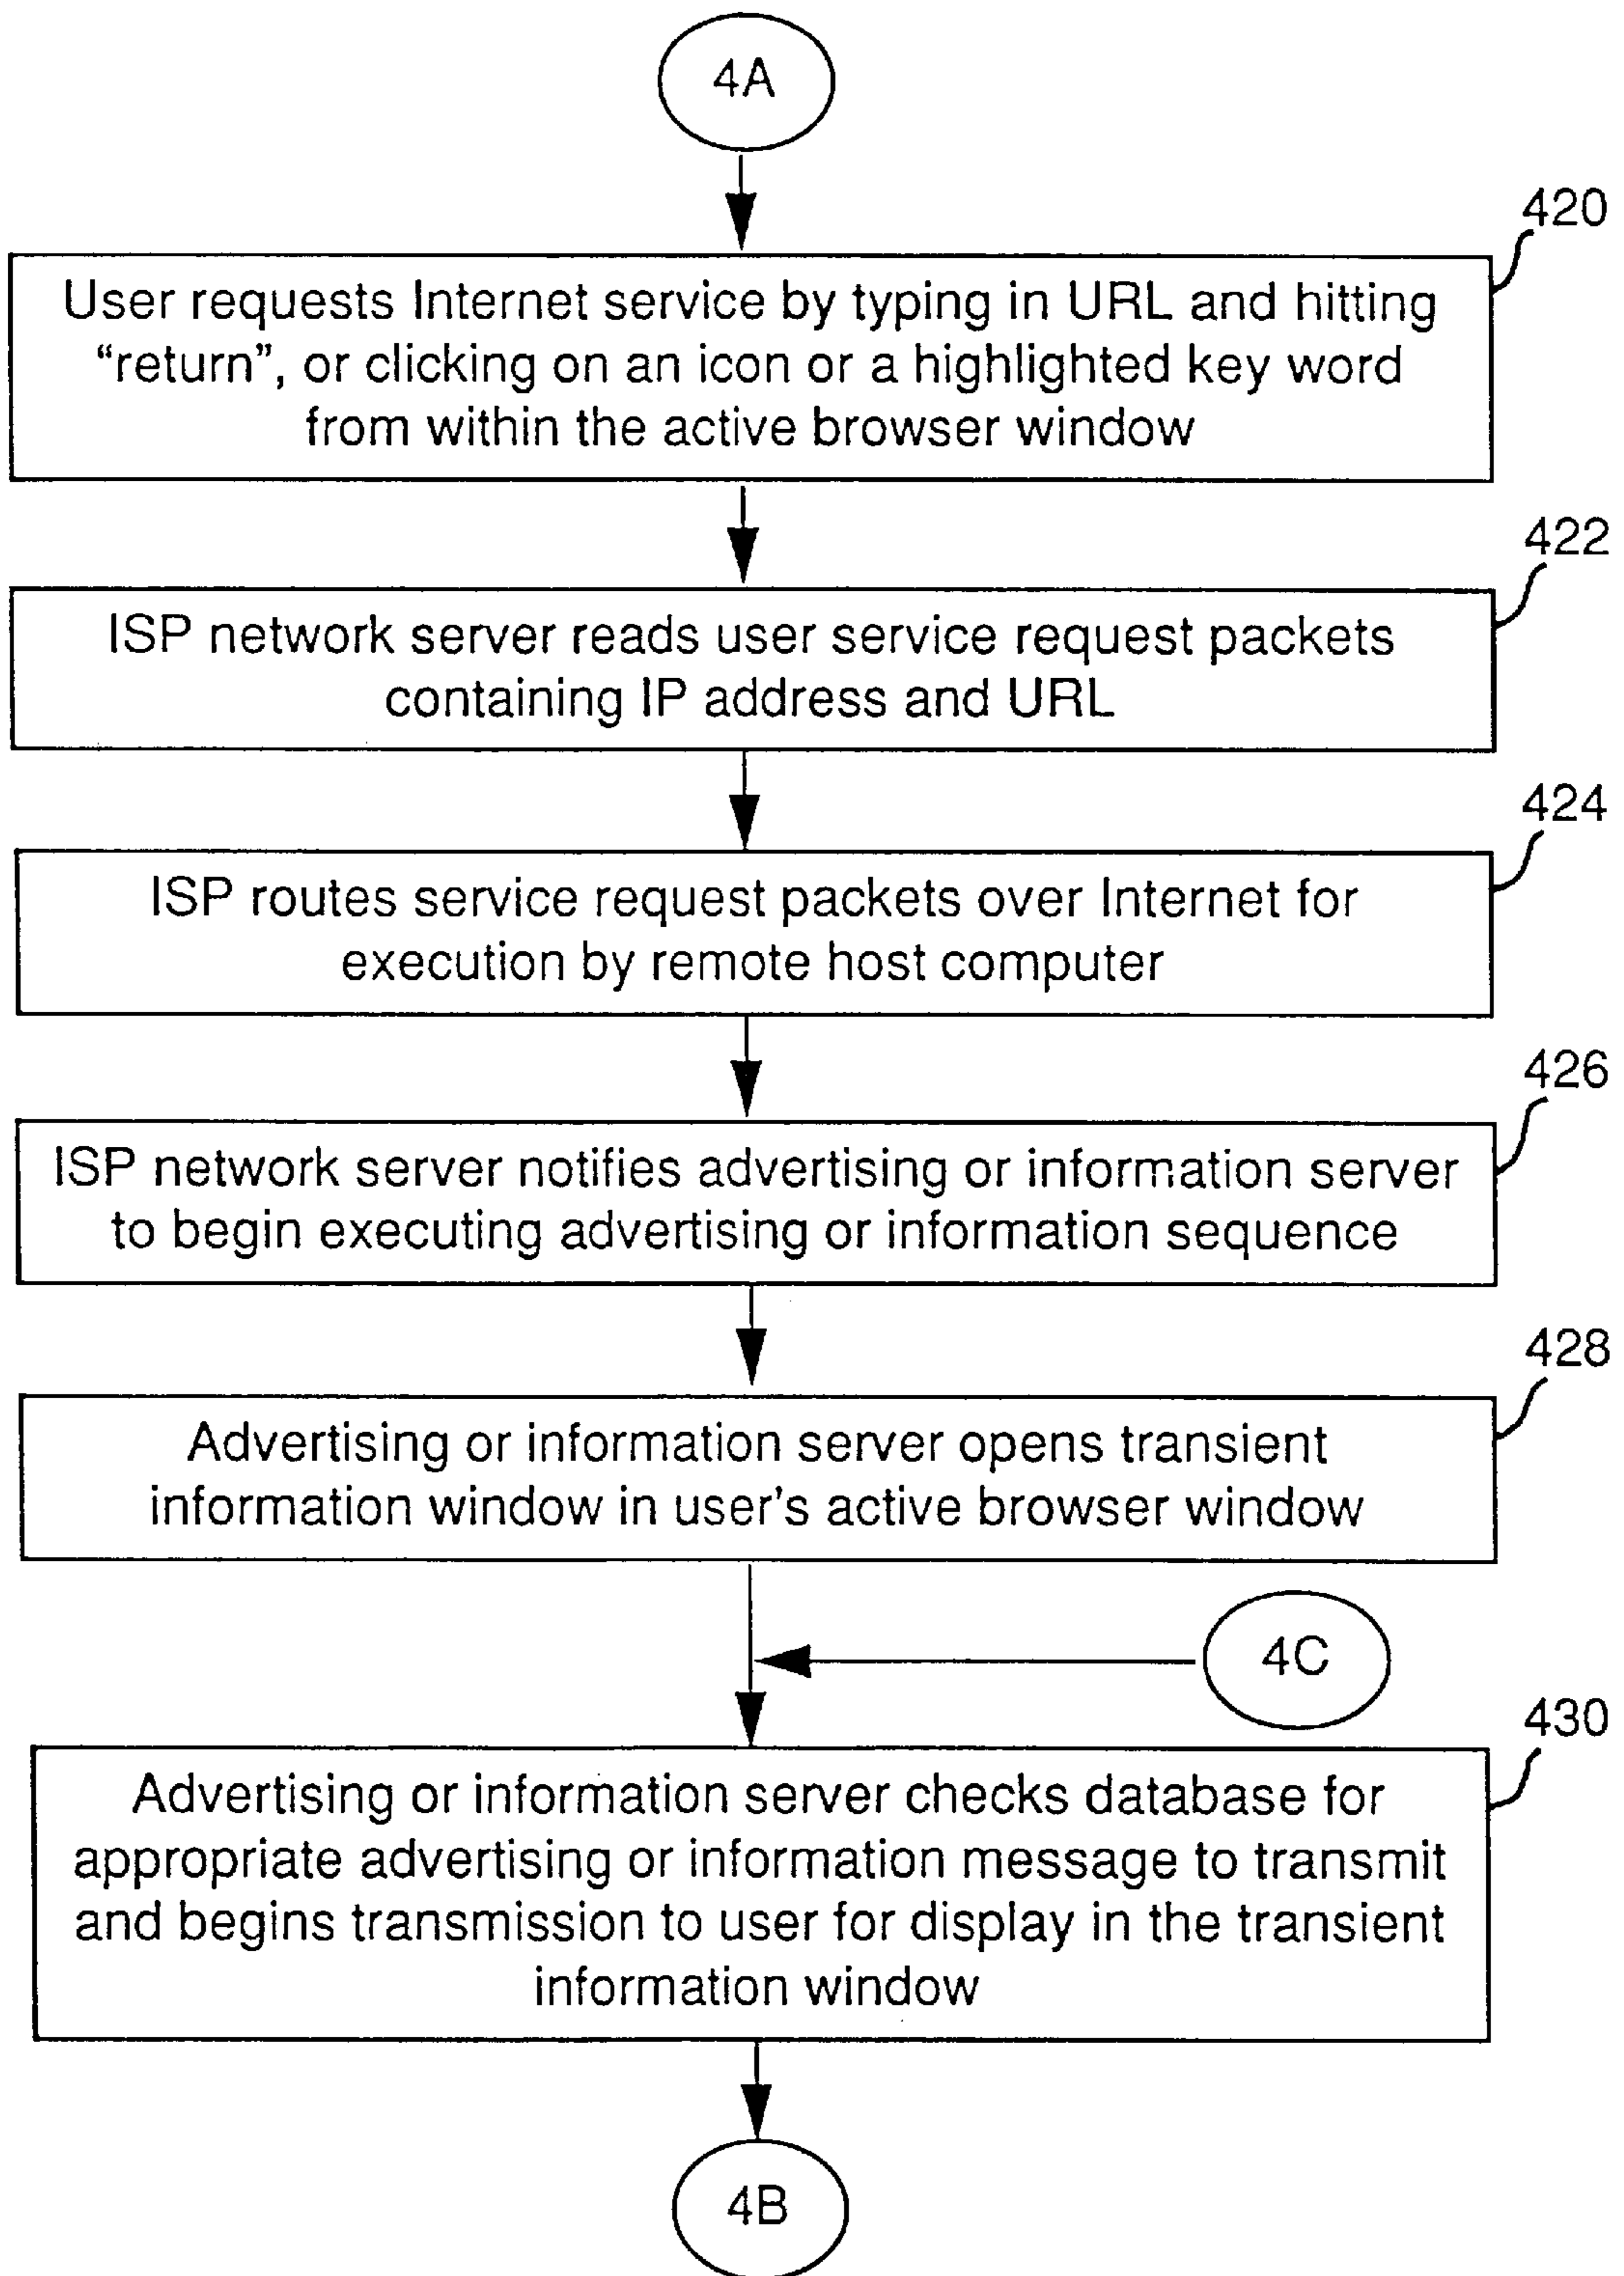 4A
420
User requests Internet service by typing in URL and hitting
“return”, or clicking on an icon or a highlighted key word
from within the active browser window
422
ISP network server reads user service request packets
containing IP address and URL
424
ISP routes service request packets over Internet for
execution by remote host computer
426
ISP network server notifies advertising or information server
to begin executing advertising or information sequence
428
Advertising or information server opens transient
information window in user's active browser window
4C
430
Advertising or information server checks database for
appropriate advertising or information message to transmit
and begins transmission to user for display in the transient
information window
4B